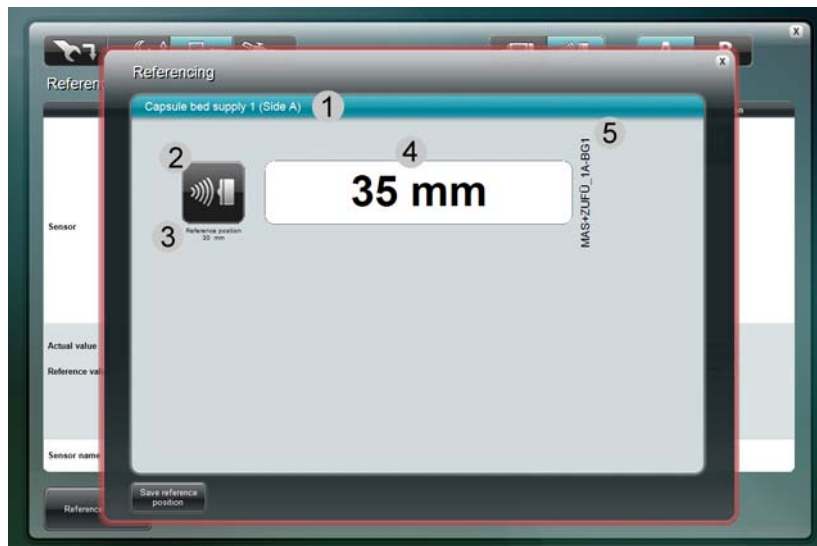 X
A
B
Referen
Referencing
X
Capsule bed supply 1 (Side A)
1
2
3
4
5
35 mm
MAS+ZUFÜ_1A-BG1
Reference position
30 mm
Sensor
Actual value
Reference val
Sensor name
Save reference
position
Referenc